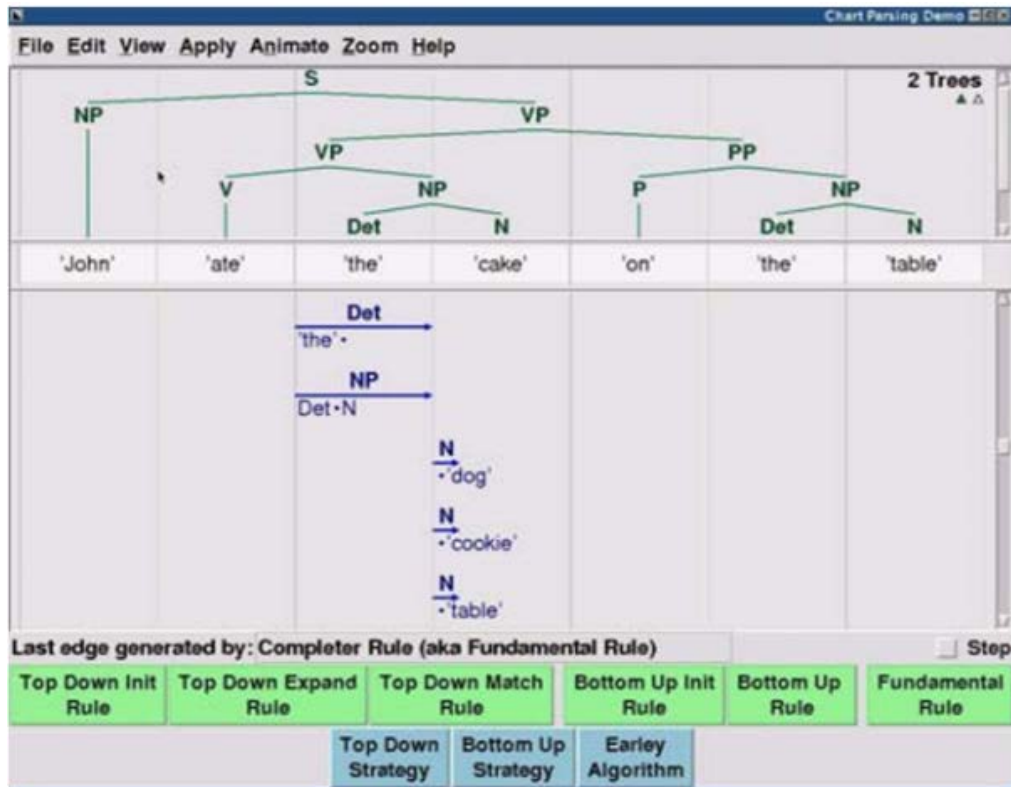 Chart Parsing Demo
File Edit View Apply Animate Zoom Help
S
2 Trees
NP VP
VP PP
V NP P NP
Det N Det N
'John' 'ate' 'the' 'cake' 'on' 'the' 'table'
Det
'the' •
NP
Det • N
N
• 'dog'
N
• 'cookie'
N
• 'table'
Last edge generated by: Completer Rule (aka Fundamental Rule) Step
Top Down Init Top Down Expand Top Down Match Bottom Up Init Bottom Up Fundamental
Rule Rule Rule Rule Rule Rule
Top Down Bottom Up Earley
Strategy Strategy Algorithm